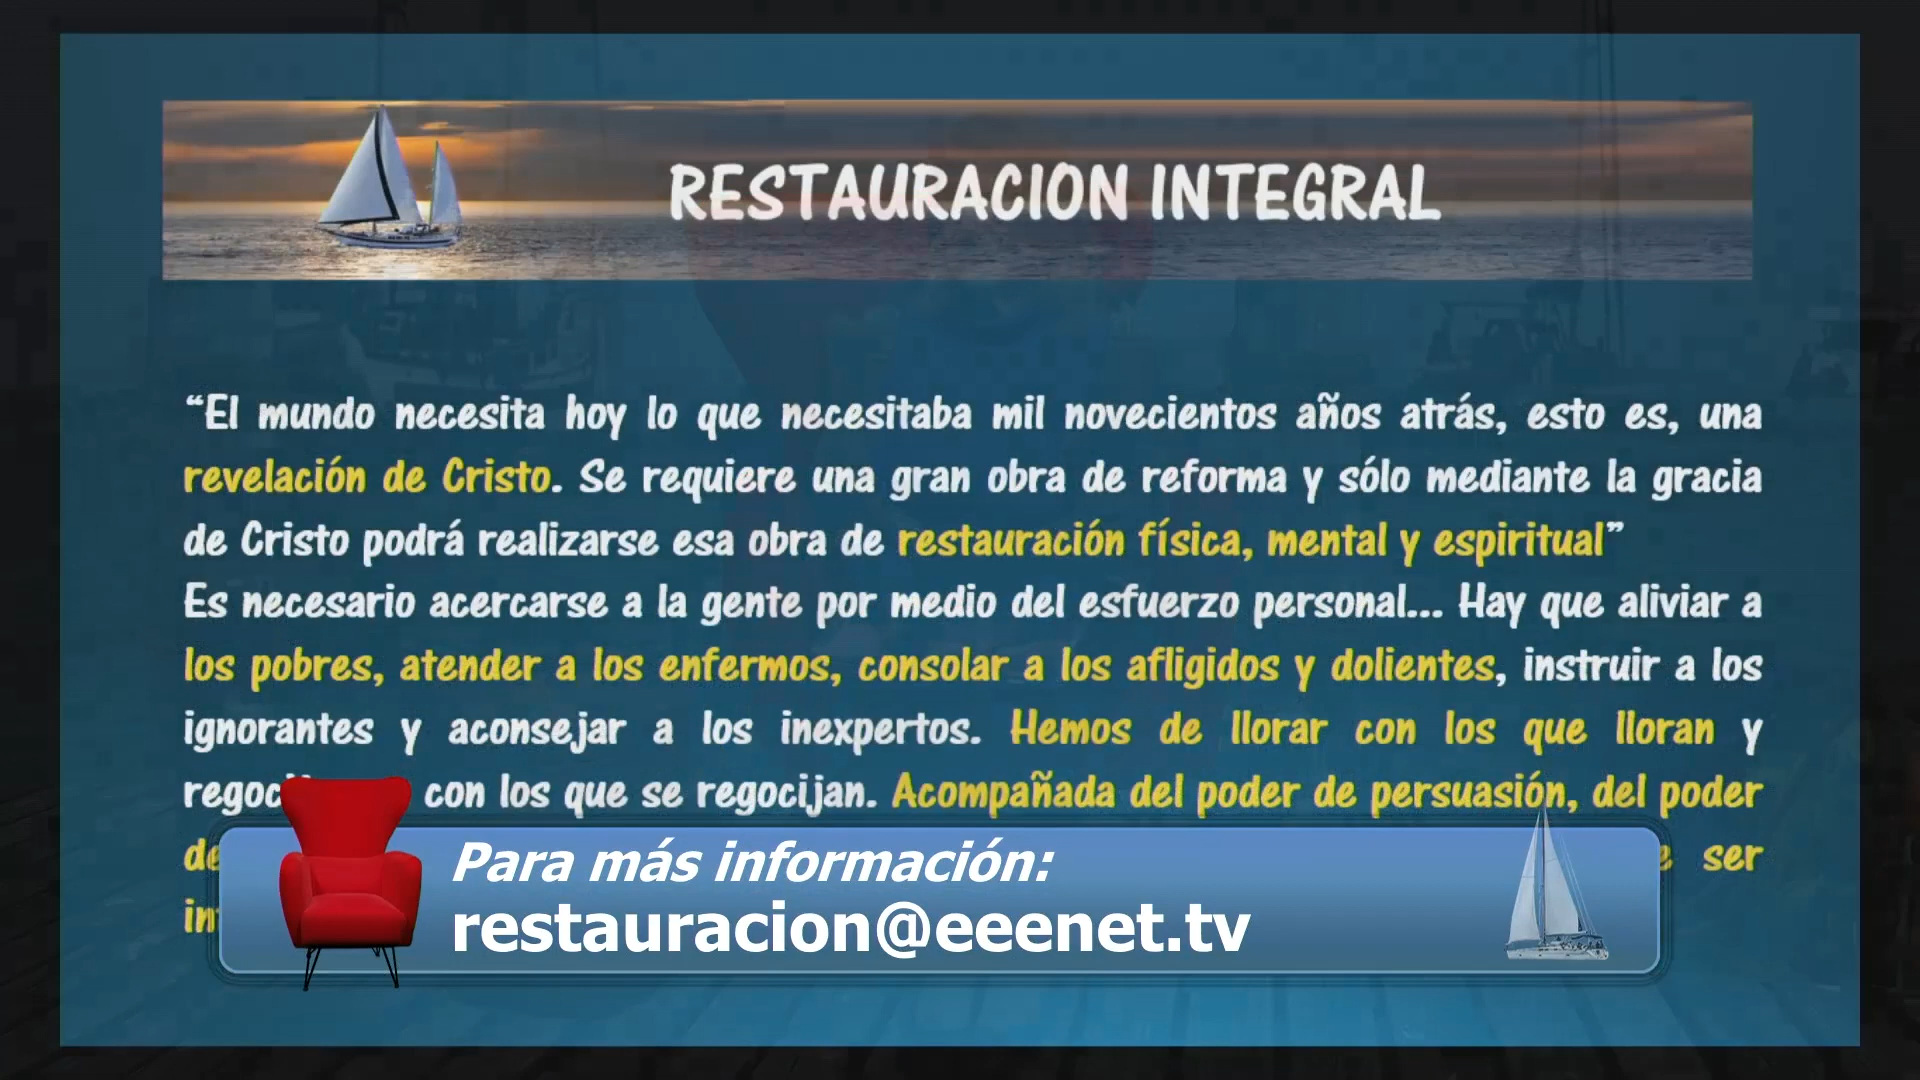 RESTAURACION INTEGRAL
“El mundo necesita hoy lo que necesitaba mil novecientos años atrás, esto es, una
revelación de Cristo. Se requiere una gran obra de reforma y sólo mediante la gracia
de Cristo podrá realizarse esa obra de restauración física, mental y espiritual”
Es necesario acercarse a la gente por medio del esfuerzo personal... Hay que aliviar a
los pobres, atender a los enfermos, consolar a los afligidos y dolientes, instruir a los
ignorantes y aconsejar a los inexpertos. Hemos de llorar con los que lloran y
con los que se regocijan. Acompañada del poder de persuasión, del poder
ser
Para más información:
restauracion@eeenet.tv